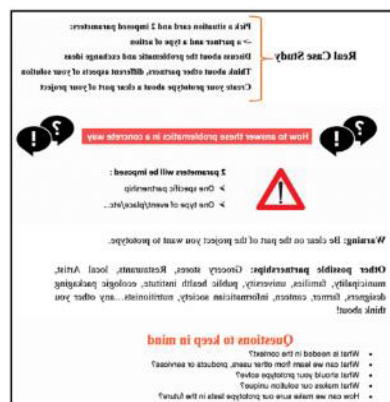 Pick a situation card and 2 imposed parameters:
-> a partner and a type of action
Discuss about the problematic and exchange ideas
Think about other partners, different aspects of your solution
Create your prototype about a clear part of your project
Real Case Study
How to answer these problematics in a concrete way
2 parameters will be imposed :
➤ One specific partnership
➤ One type of event/place/etc...
Warning: Be clear on the part of the project you want to prototype.
Other possible partnership: Grocery stores, Restaurants, local Artist,
municipality, families, university, public health institute, ecologic packaging
designers, farmer, canteen, information society, nutritionists…any other you
think about!
Questions to keep in mind
• What is needed in the context?
• What can we learn from other users, products or services?
• What should your prototype solve?
• What makes our solution unique?
• How can we make sure our prototype lasts in the future?